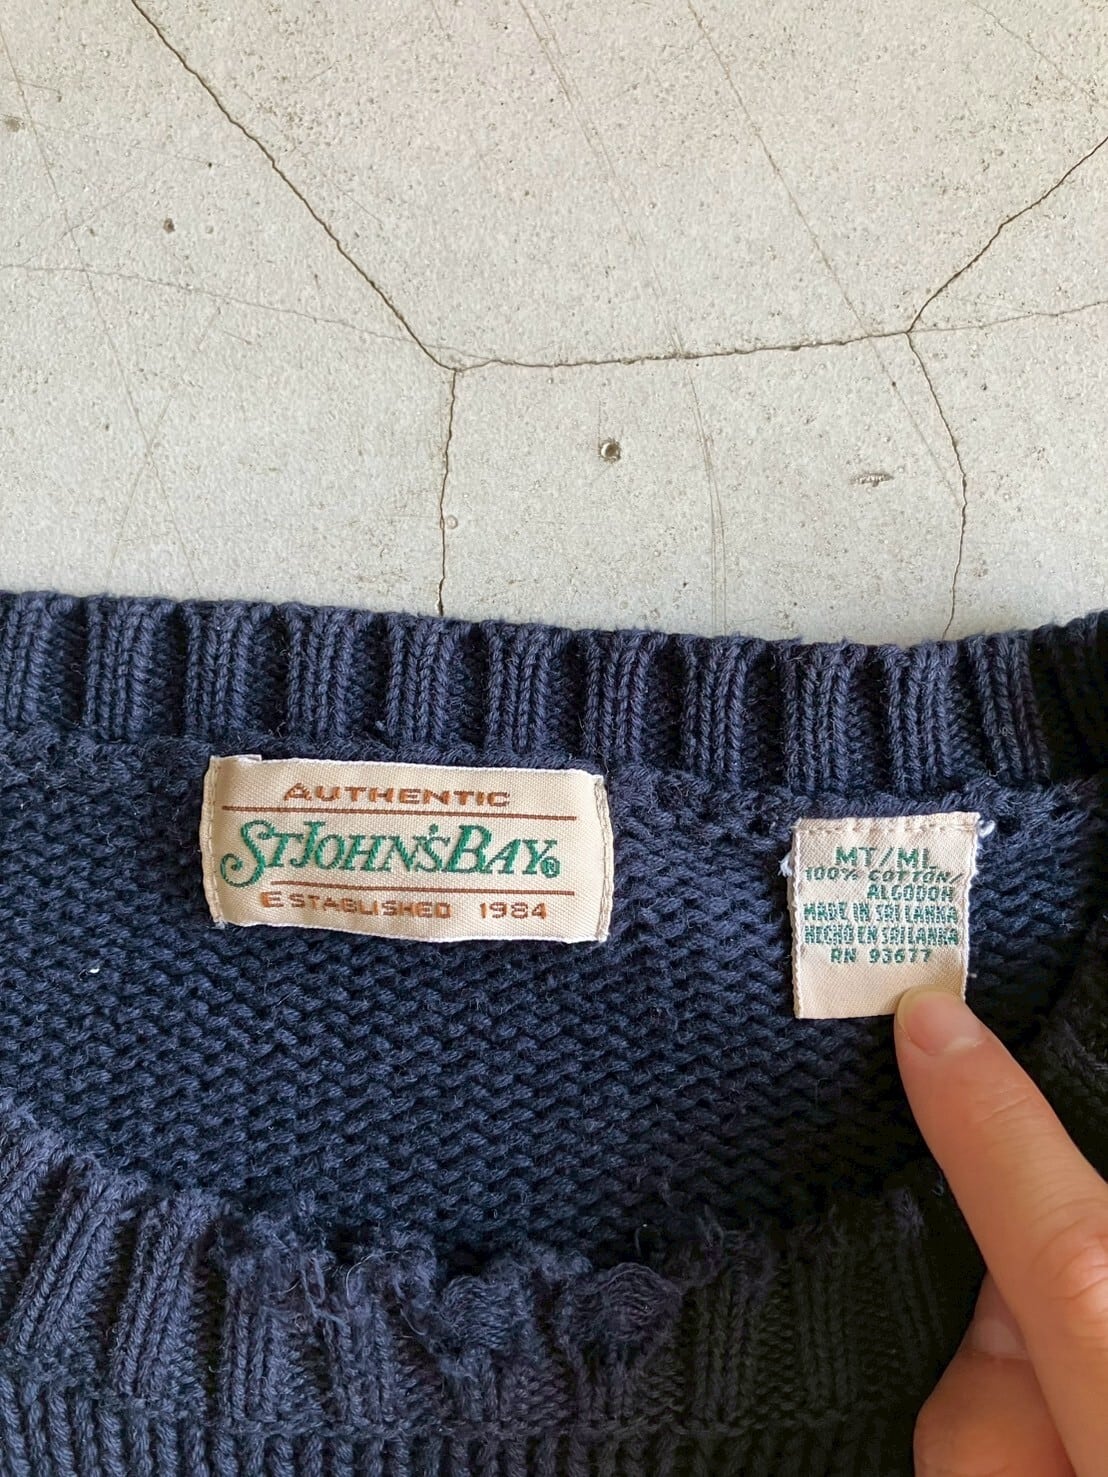 AUTHENTIC
ST JOHN'S BAY®
ESTABLISHED 1984
MT/ML
100% COTTON/
ALGODON
MADE IN SRI LANKA
HECHO EN SRI LANKA
RN 93677